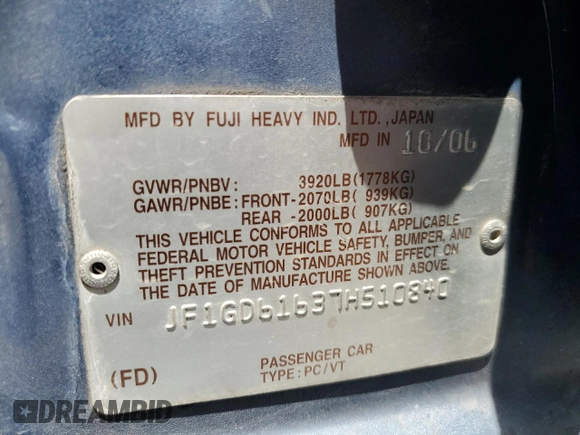 MFD BY FUJI HEAVY IND. LTD.,JAPAN
MFD IN 10/06
GVWR/PNBV: 3920LB(1778KG)
GAWR/PNBE: FRONT-2070LB( 939KG)
REAR -2000LB( 907KG)
THIS VEHICLE CONFORMS TO ALL APPLICABLE
FEDERAL MOTOR VEHICLE SAFETY, BUMPER, AND
THEFT PREVENTION STANDARDS IN EFFECT ON
THE DATE OF MANUFACTURE SHOWN ABOVE.
VIN JF1GD61637H510840
(FD)
PASSENGER CAR
TYPE:PC/VT
DREAMBID